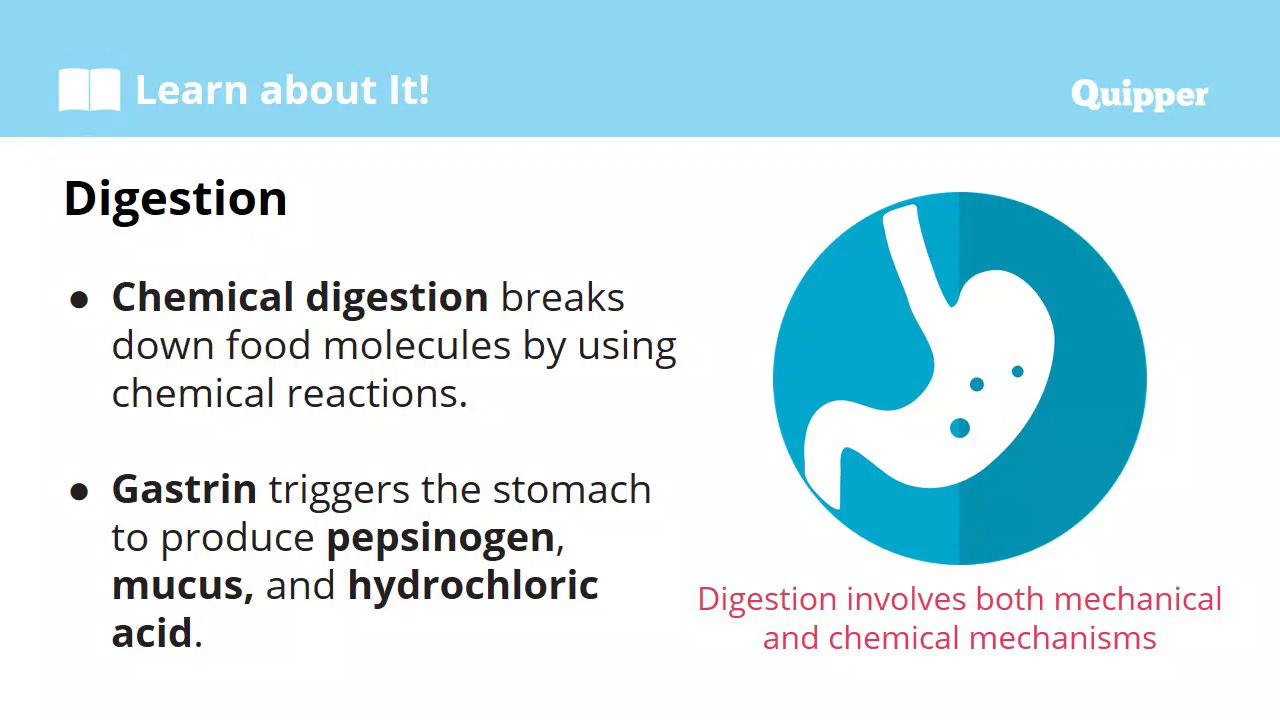 Learn about It!
Quipper
Digestion
● Chemical digestion breaks
down food molecules by using
chemical reactions.
● Gastrin triggers the stomach
to produce pepsinogen,
mucus, and hydrochloric
acid.
Digestion involves both mechanical
and chemical mechanisms